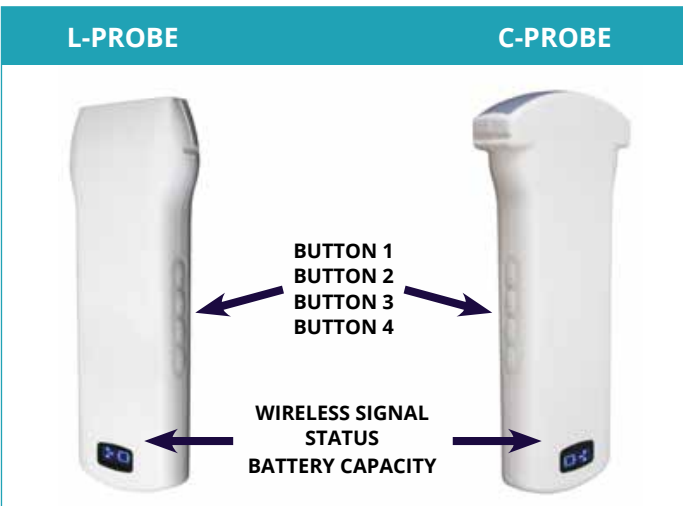 L-PROBE
C-PROBE
BUTTON 1
BUTTON 2
BUTTON 3
BUTTON 4
WIRELESS SIGNAL
STATUS
BATTERY CAPACITY